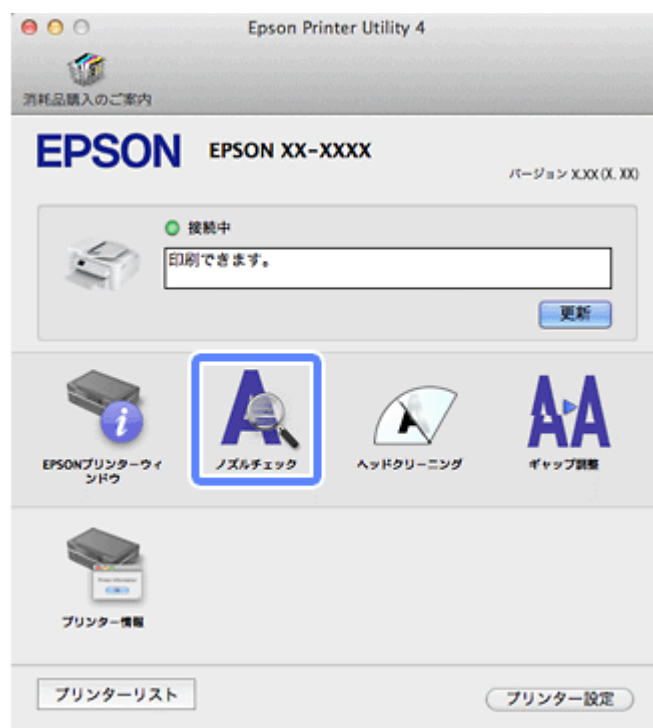 Epson Printer Utility 4
消耗品購入のご案内
EPSON
EPSON XX-XXXX
バージョン X.XX (X. XX)
接続中
印刷できます。
更新
EPSONプリンターウィ
ンドウ
ノズルチェック
ヘッドクリーニング
ギャップ調整
プリンター情報
プリンターリスト
プリンター設定